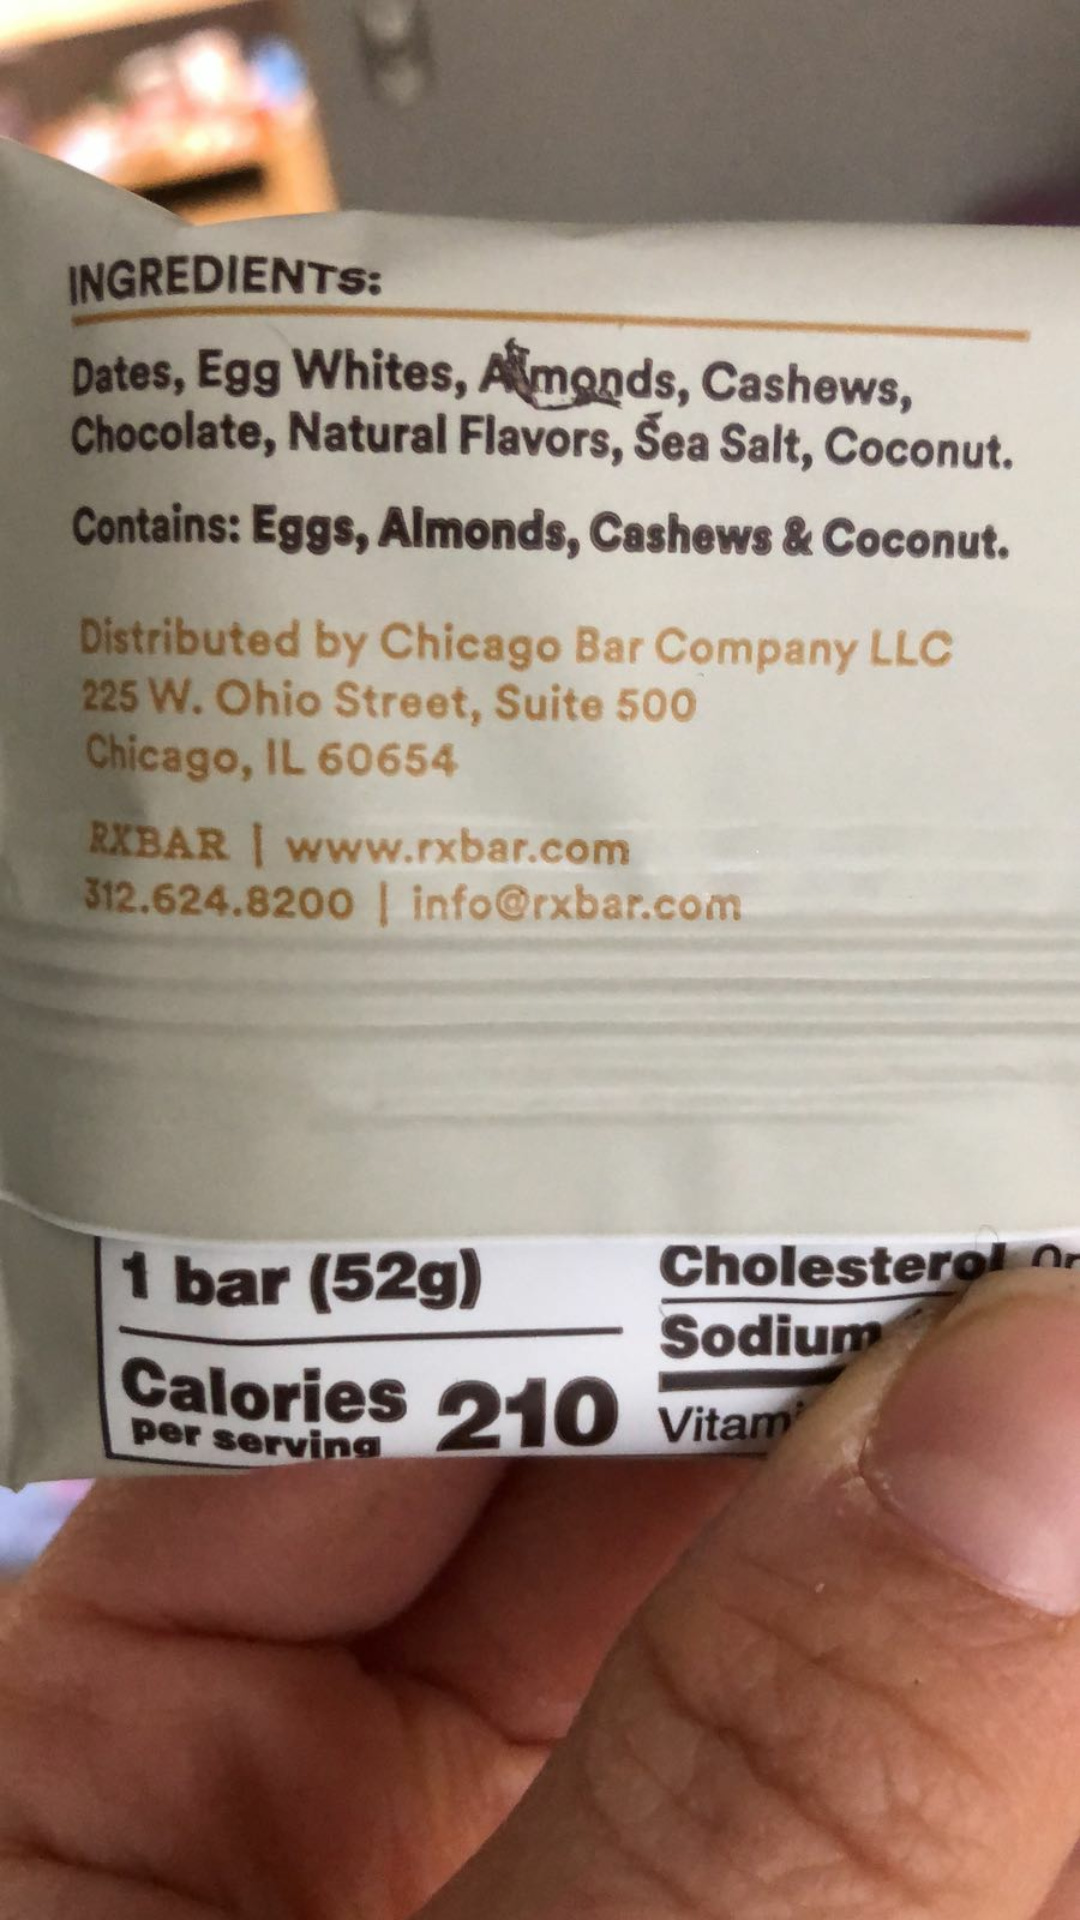 INGREDIENTS:
Dates, Egg Whites, Almonds, Cashews,
Chocolate, Natural Flavors, Sea Salt, Coconut.
Contains: Eggs, Almonds, Cashews & Coconut.
Distributed by Chicago Bar Company LLC
225 W. Ohio Street, Suite 500
Chicago, IL 60654
RXBAR | www.rxbar.com
312.624.8200 | info@rxbar.com
1 bar (52g)
Calories 210
per serving
Cholesterol
Sodium